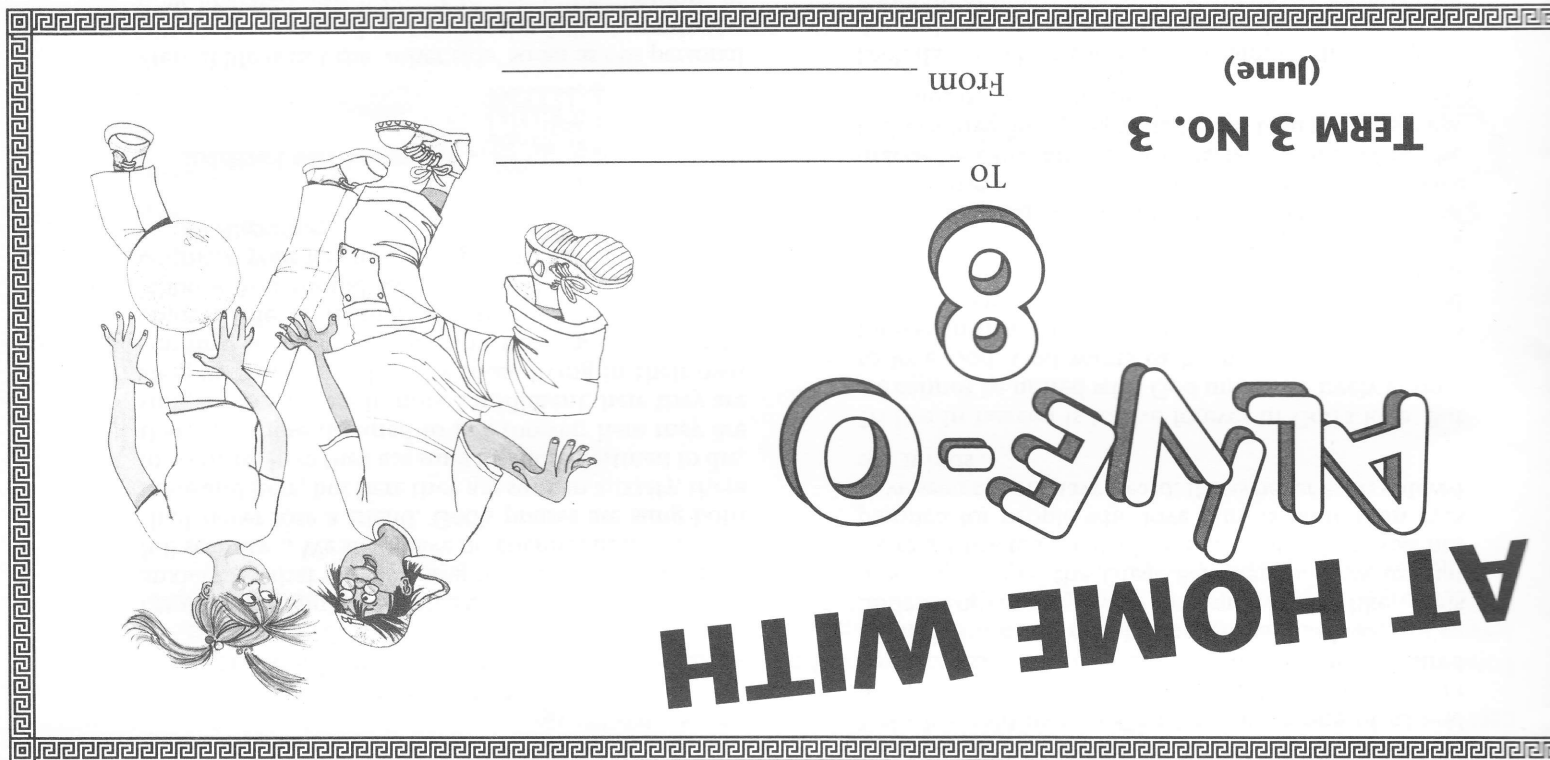 AT HOME WITH
ALIVE-O
8
To
From
TERM 3 NO. 3
(June)